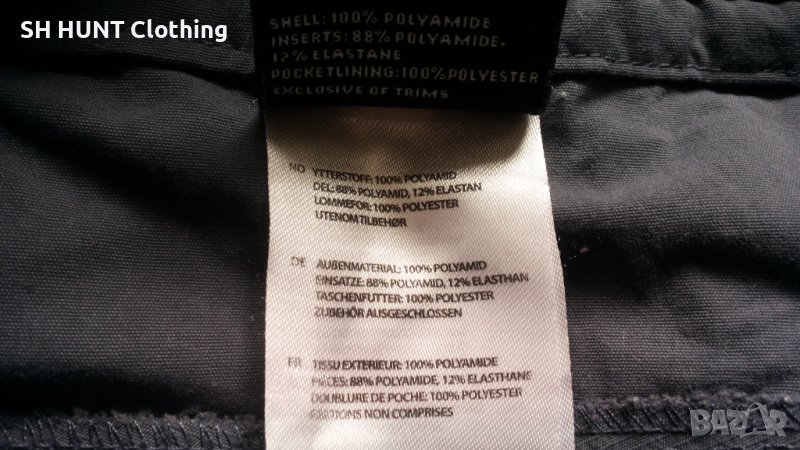 SH HUNT Clothing
SHELL: 100% POLYAMIDE
INSERTS: 88% POLYAMIDE,
12% ELASTANE
POCKETLINING: 100% POLYESTER
EXCLUSIVE OF TRIMS
NO YTTERSTOFF: 100% POLYAMID
DEL: 88% POLYAMID, 12% ELASTAN
LOMMEFOR: 100% POLYESTER
UTENOM TILBEHØR
DE AUßENMATERIAL: 100% POLYAMID
EINSATZE: 88% POLYAMID, 12% ELASTHAN
TASCHENFUTTER: 100% POLYESTER
ZUBEHÖR AUSGESCHLOSSEN
FR TISSU EXTERIEUR: 100% POLYAMIDE
PIECES: 88% POLYAMIDE, 12% ELASTHANE
DOUBLURE DE POCHE: 100% POLYESTER
NON COMPRISES
BAZAR